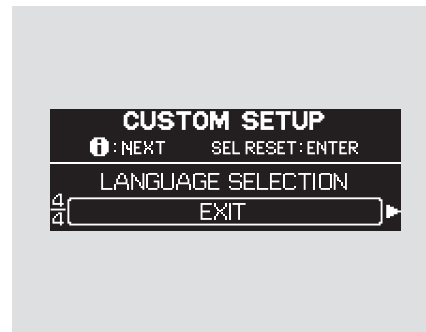 CUSTOM SETUP
i : NEXT SEL RESET : ENTER
LANGUAGE SELECTION
4/4 EXIT